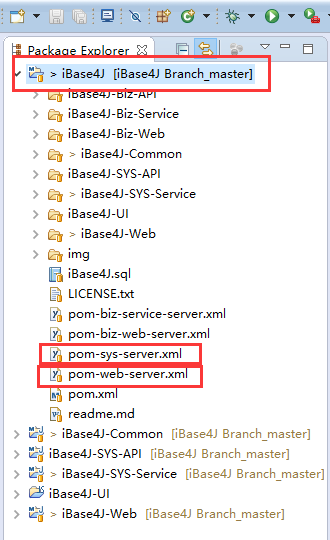 Package Explorer
> iBase4J [iBase4J Branch_master]
iBase4J-Biz-API
iBase4J-Biz-Service
iBase4J-Biz-Web
> iBase4J-Common
iBase4J-SYS-API
> iBase4J-SYS-Service
iBase4J-UI
> iBase4J-Web
img
iBase4J.sql
LICENSE.txt
pom-biz-service-server.xml
pom-biz-web-server.xml
pom-sys-server.xml
pom-web-server.xml
pom.xml
readme.md
> iBase4J-Common [iBase4J Branch_master]
iBase4J-SYS-API [iBase4J Branch_master]
> iBase4J-SYS-Service [iBase4J Branch_master]
iBase4J-UI
> iBase4J-Web [iBase4J Branch_master]